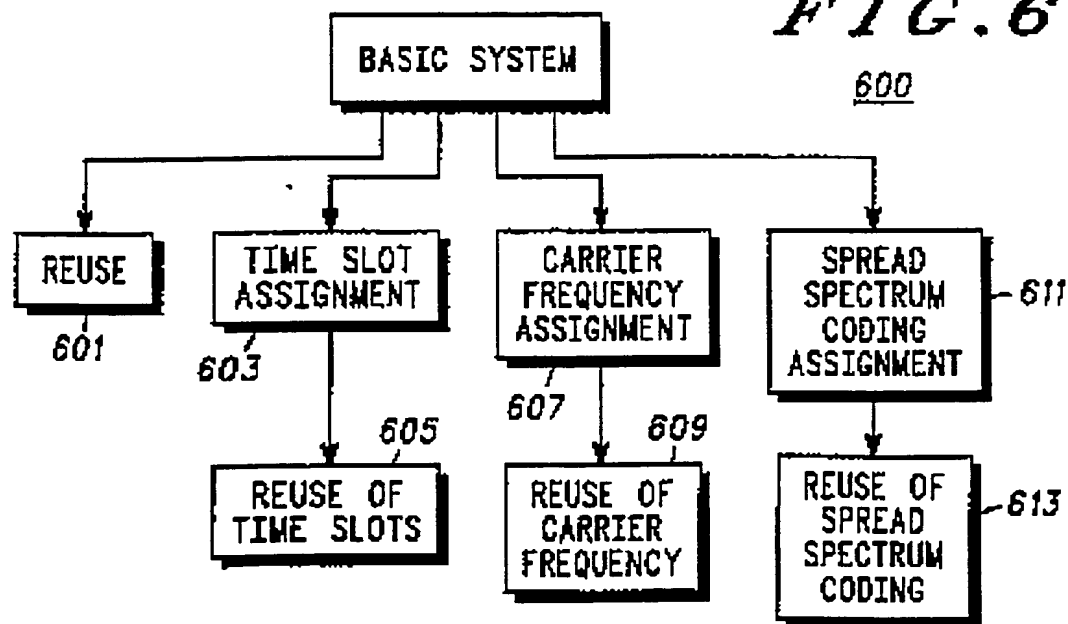 FIG.6
600
BASIC SYSTEM
REUSE
601
TIME SLOT
ASSIGNMENT
603
CARRIER
FREQUENCY
ASSIGNMENT
607
SPREAD
SPECTRUM
CODING
ASSIGNMENT
611
605
REUSE OF
TIME SLOTS
609
REUSE OF
CARRIER
FREQUENCY
REUSE OF
SPREAD
SPECTRUM
CODING
613